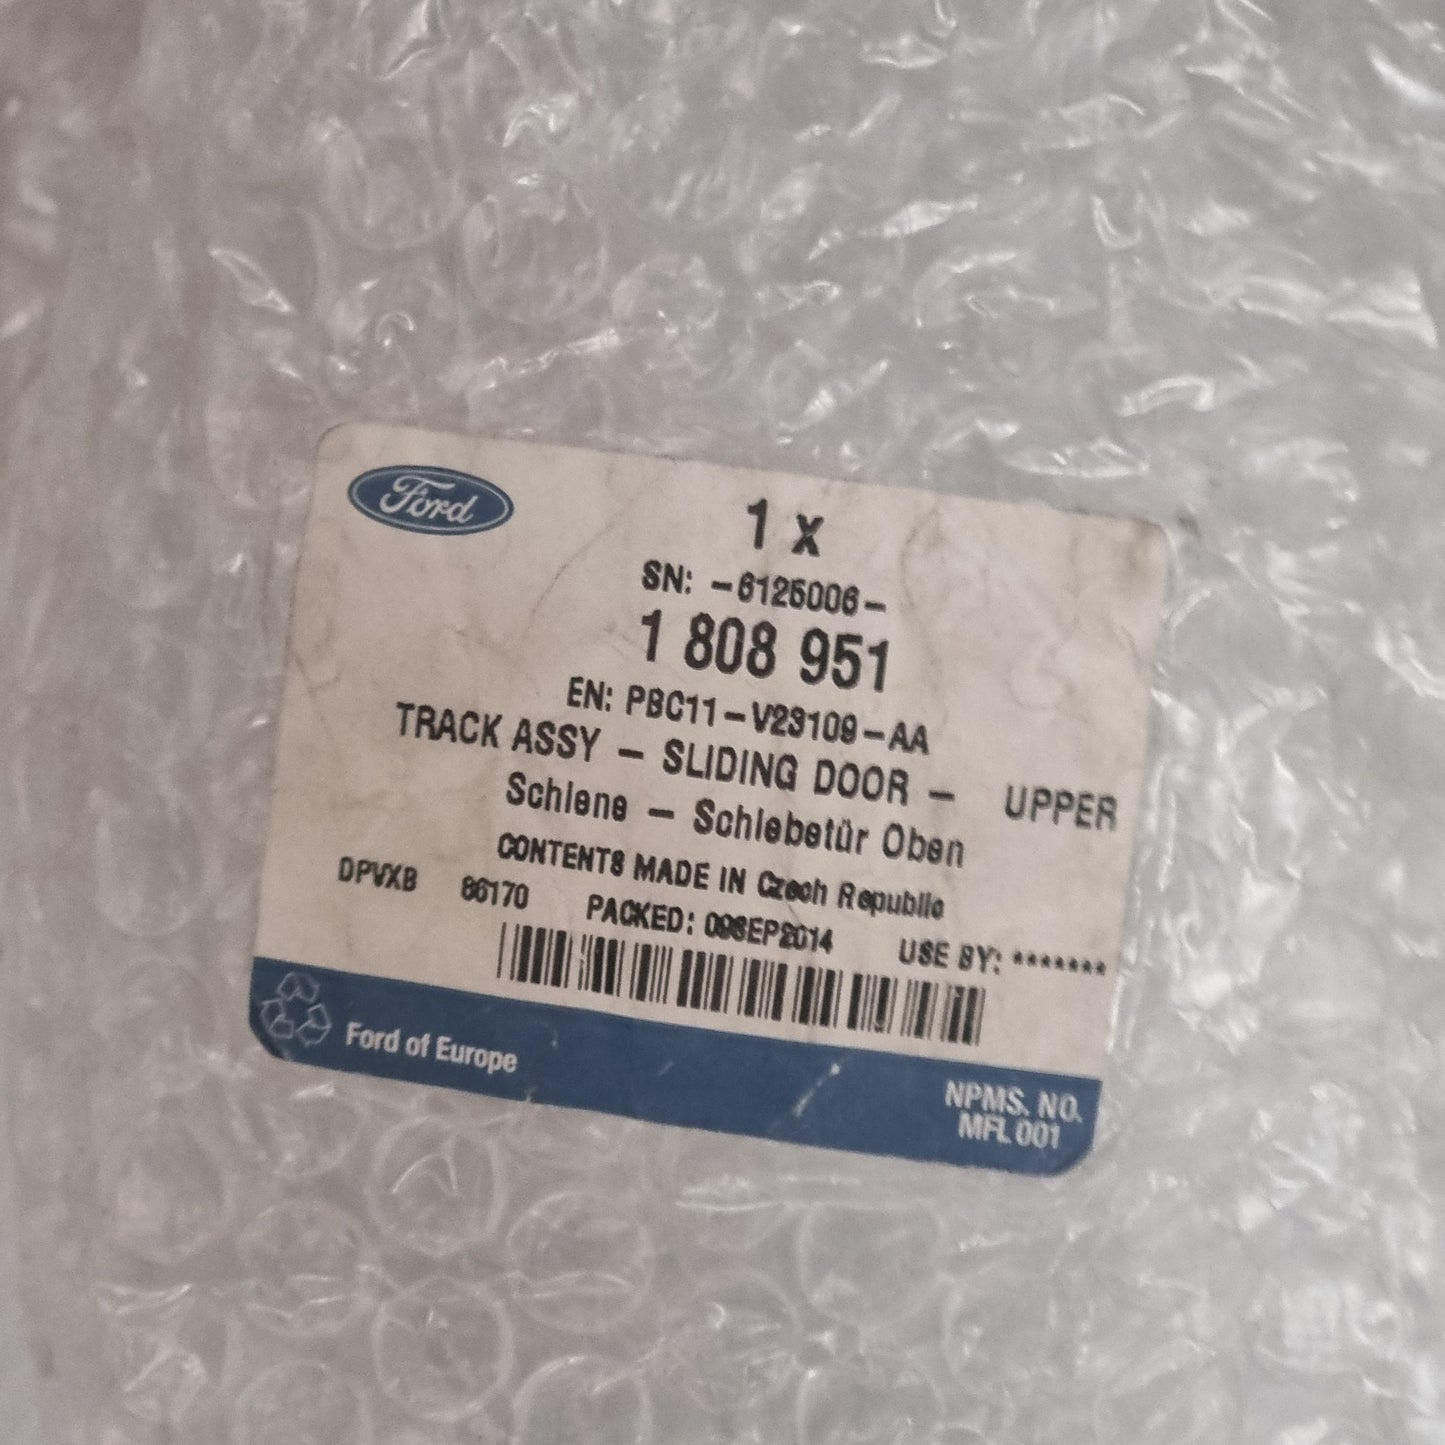 Ford
1 x
SN: -6125006-
1 808 951
EN: PBC11-V23109-AA
TRACK ASSY - SLIDING DOOR - UPPER
Schiene - Schiebetür Oben
CONTENTS MADE IN Czech Republic
DPVXB 86170 PACKED: 09SEP2014 USE BY: *******
Ford of Europe
NPMS. NO.
MFL 001